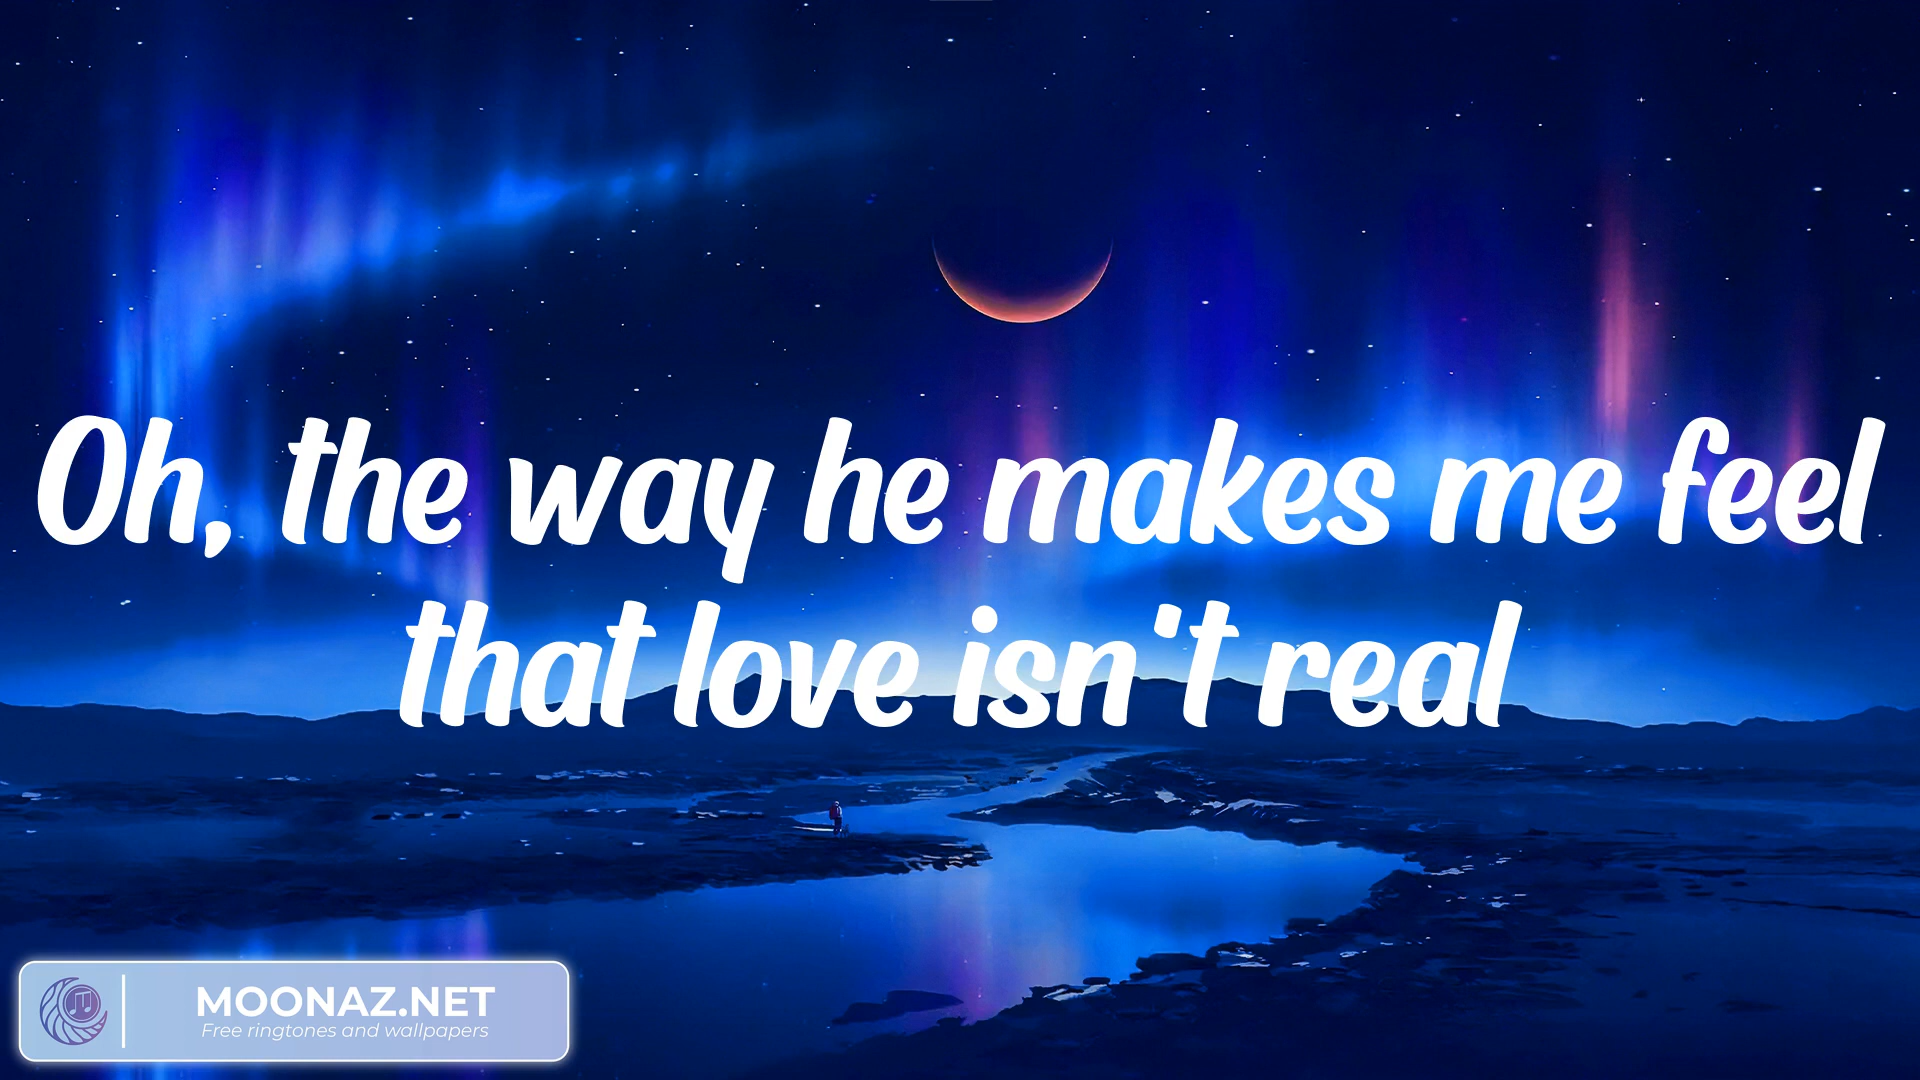 Oh, the way he makes me feel
that love isn't real
MOONAZ.NET
Free ringtones and wallpapers